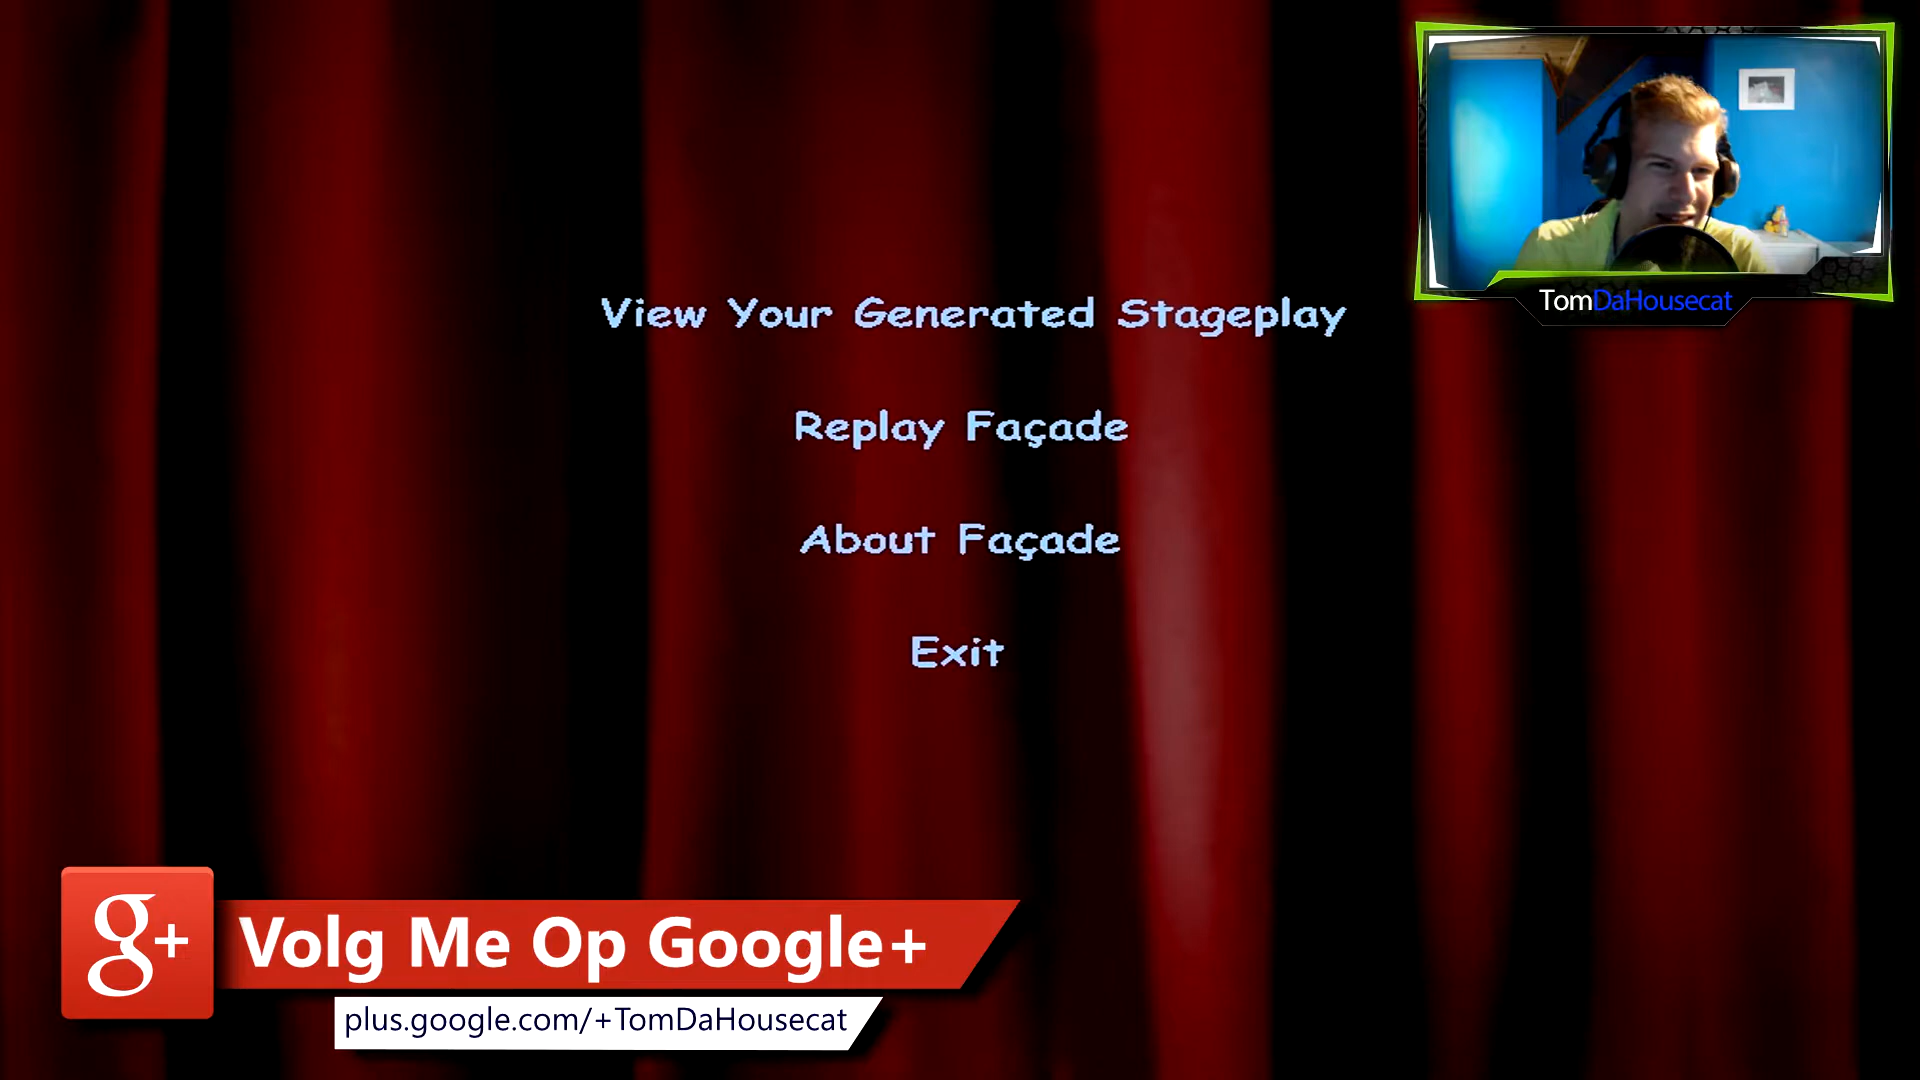 View Your Generated Stageplay
Replay Façade
About Façade
Exit
TomDaHousecat
g+
Volg Me Op Google+
plus.google.com/+TomDaHousecat